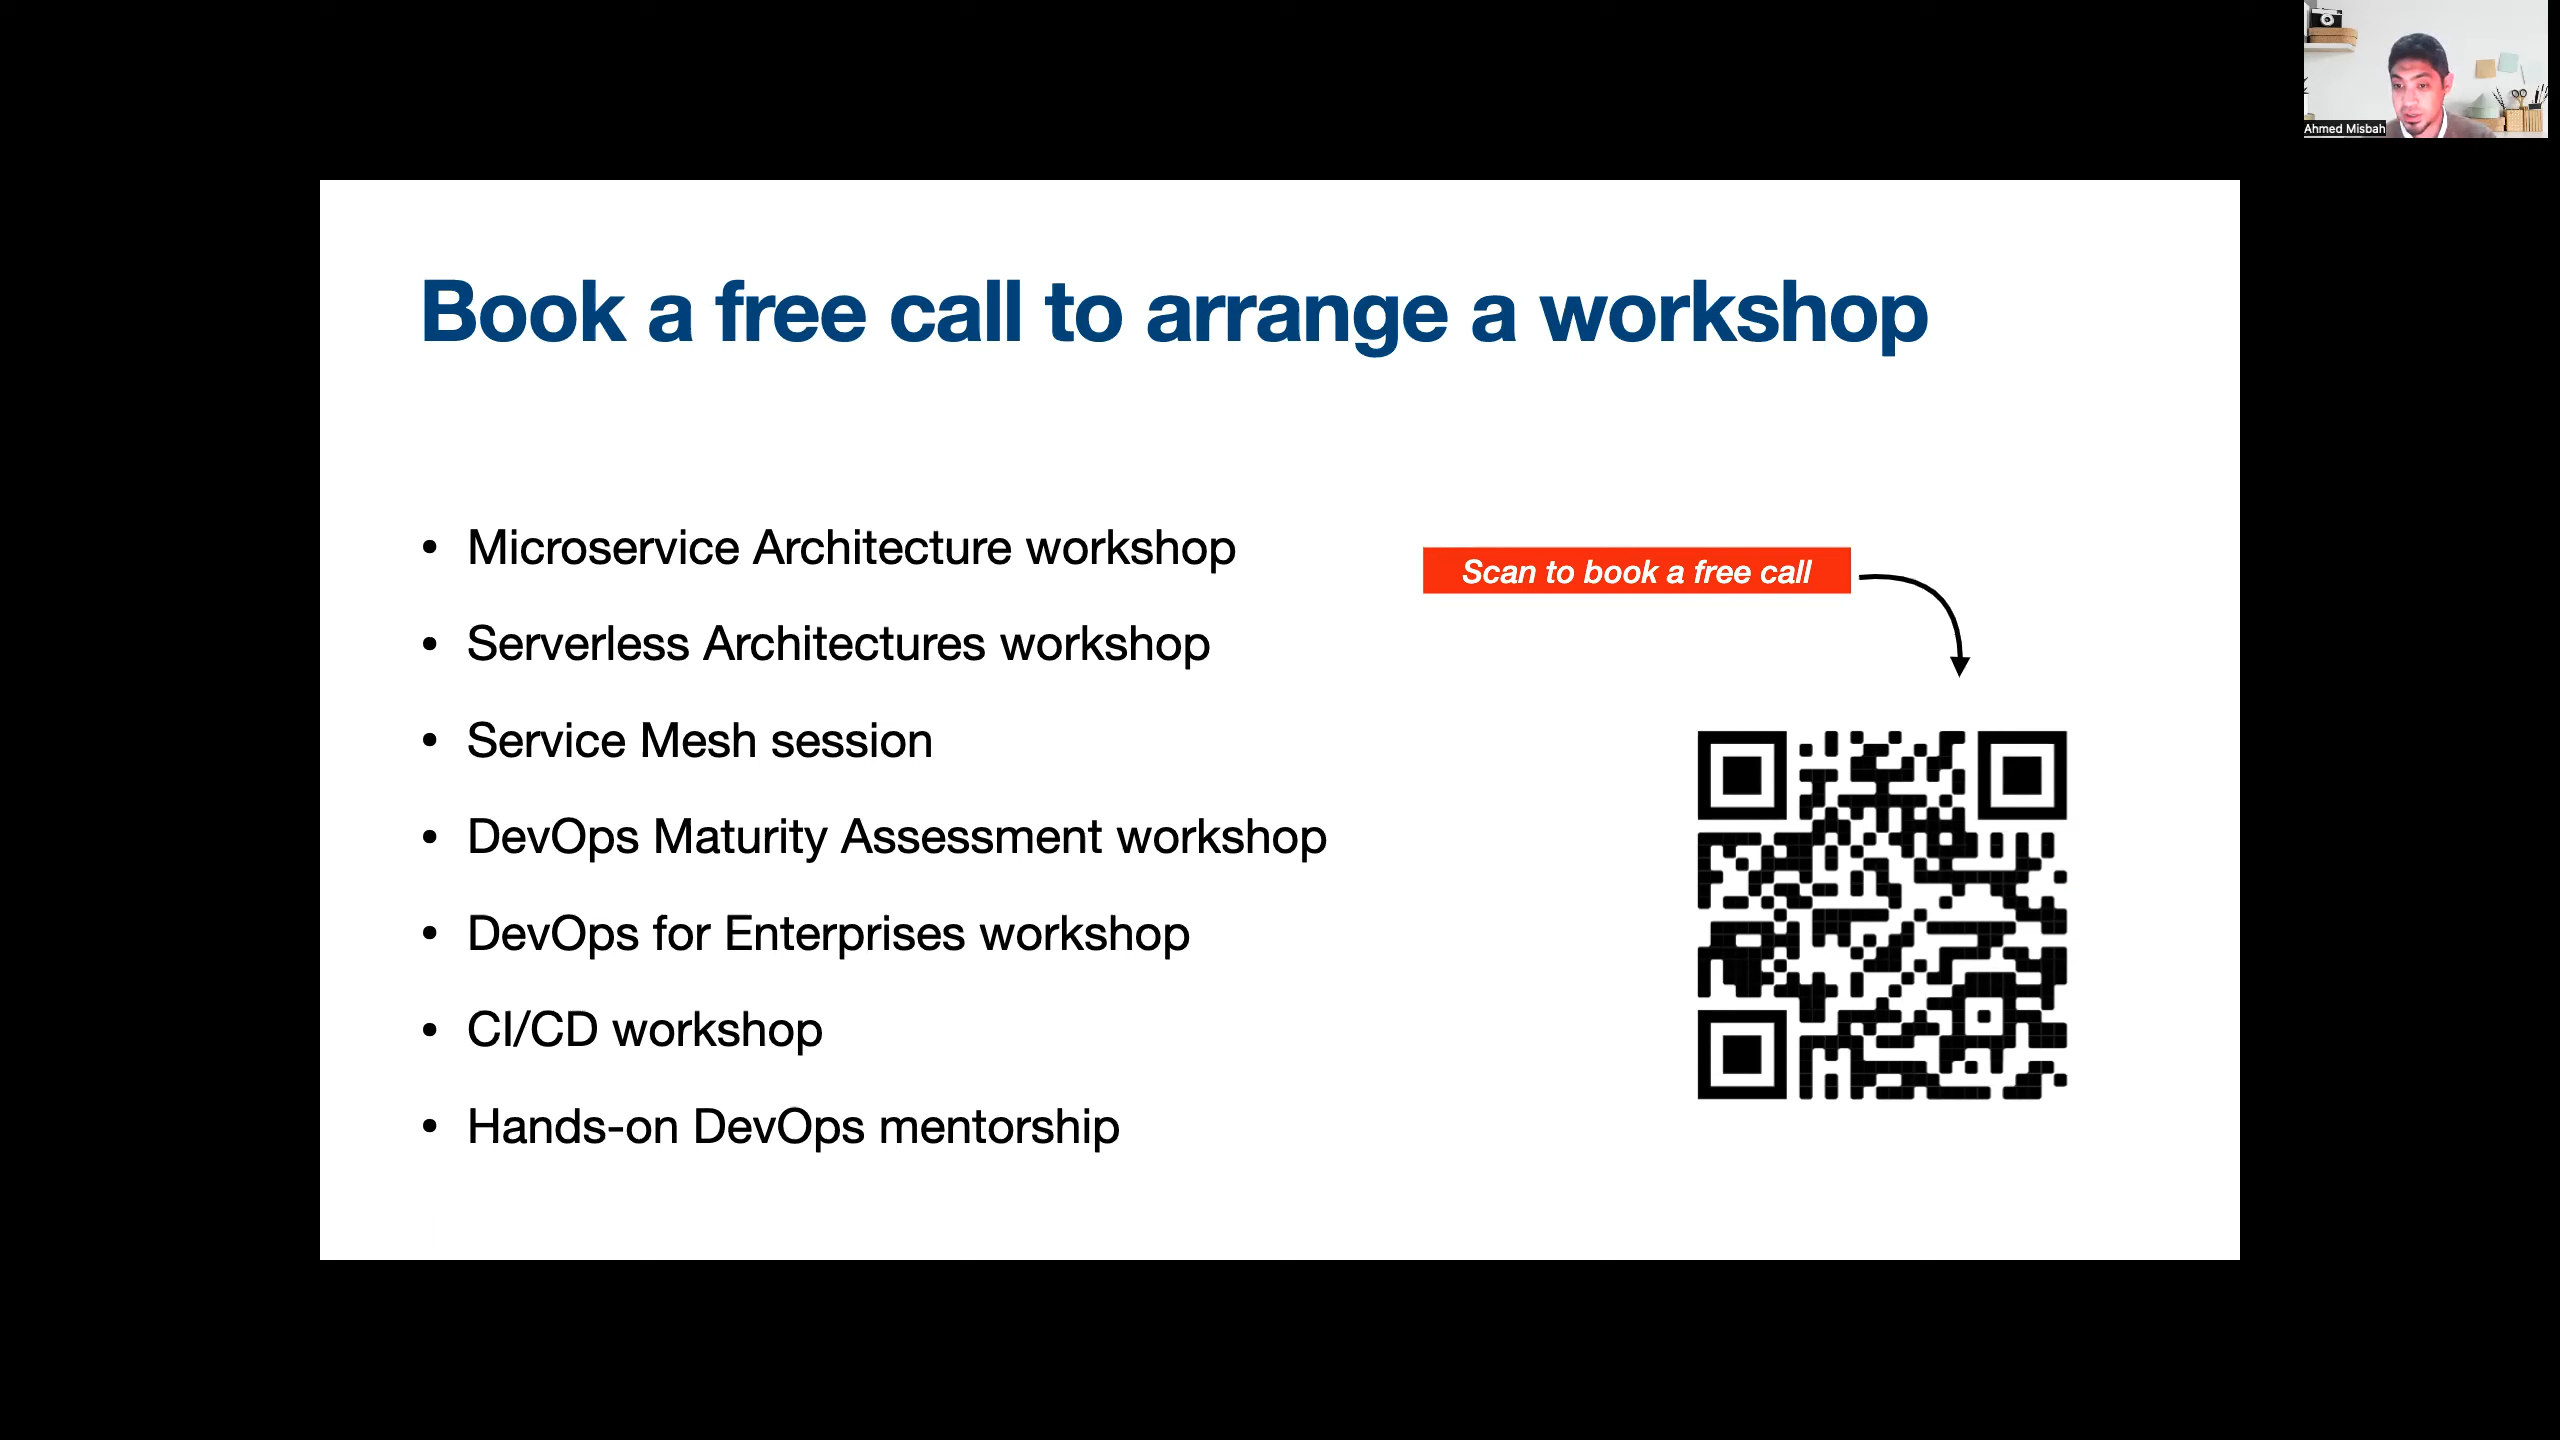 Ahmed Misbah
Book a free call to arrange a workshop
• Microservice Architecture workshop
• Serverless Architectures workshop
• Service Mesh session
• DevOps Maturity Assessment workshop
• DevOps for Enterprises workshop
• CI/CD workshop
• Hands-on DevOps mentorship
Scan to book a free call